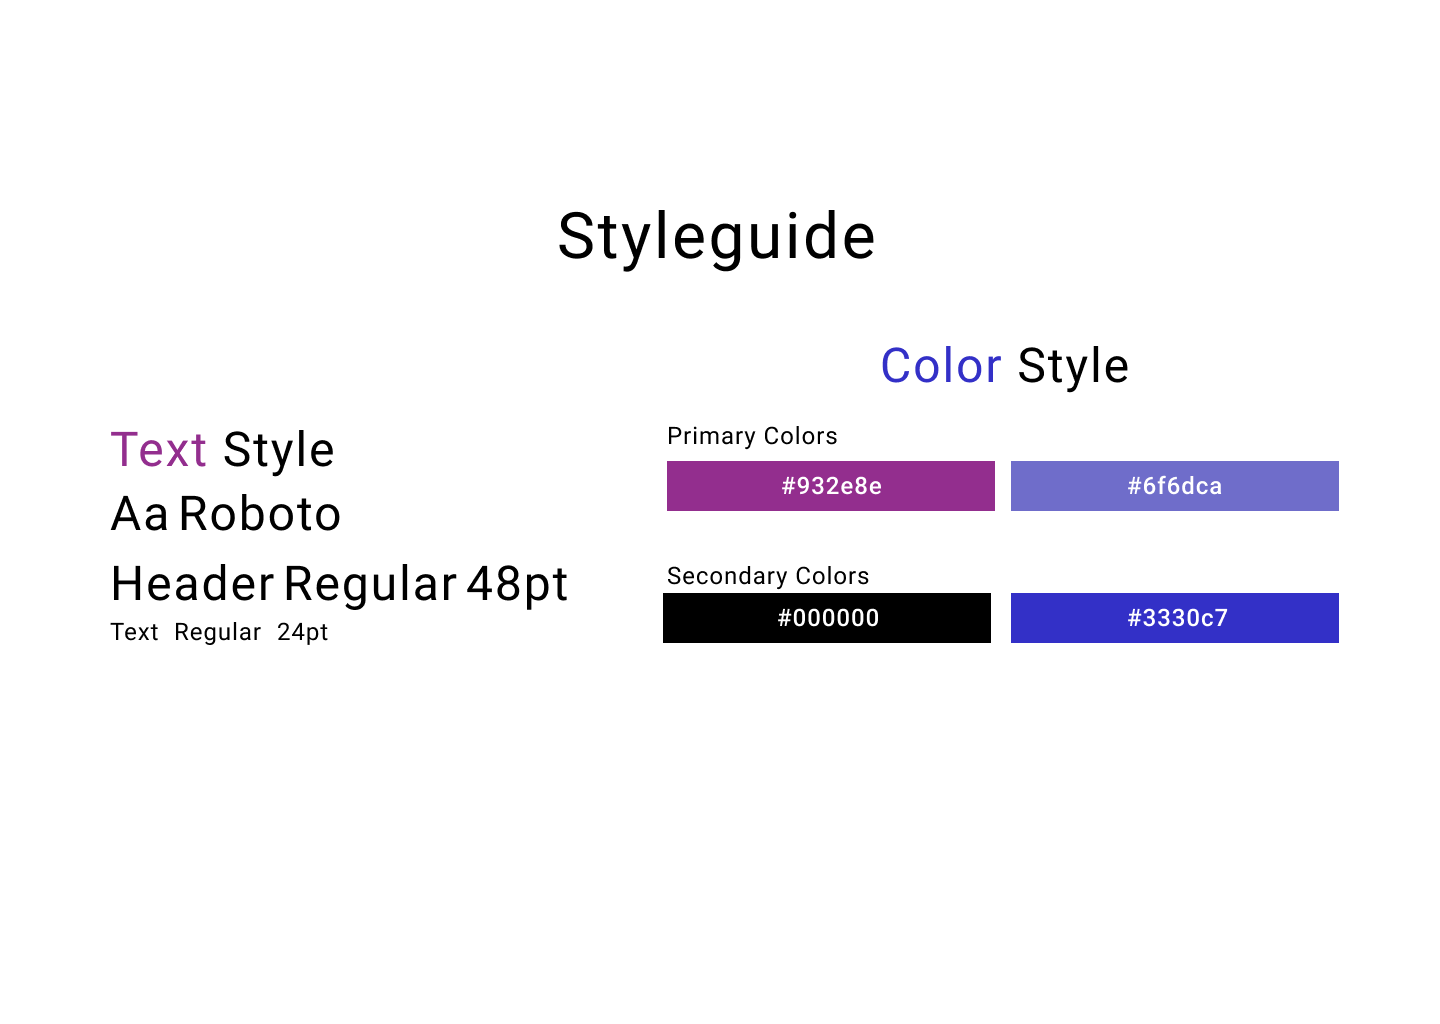 Styleguide
Text Style
Aa Roboto
Header Regular 48pt
Text Regular 24pt
Color Style
Primary Colors
#932e8e #6f6dca
Secondary Colors
#000000 #3330c7